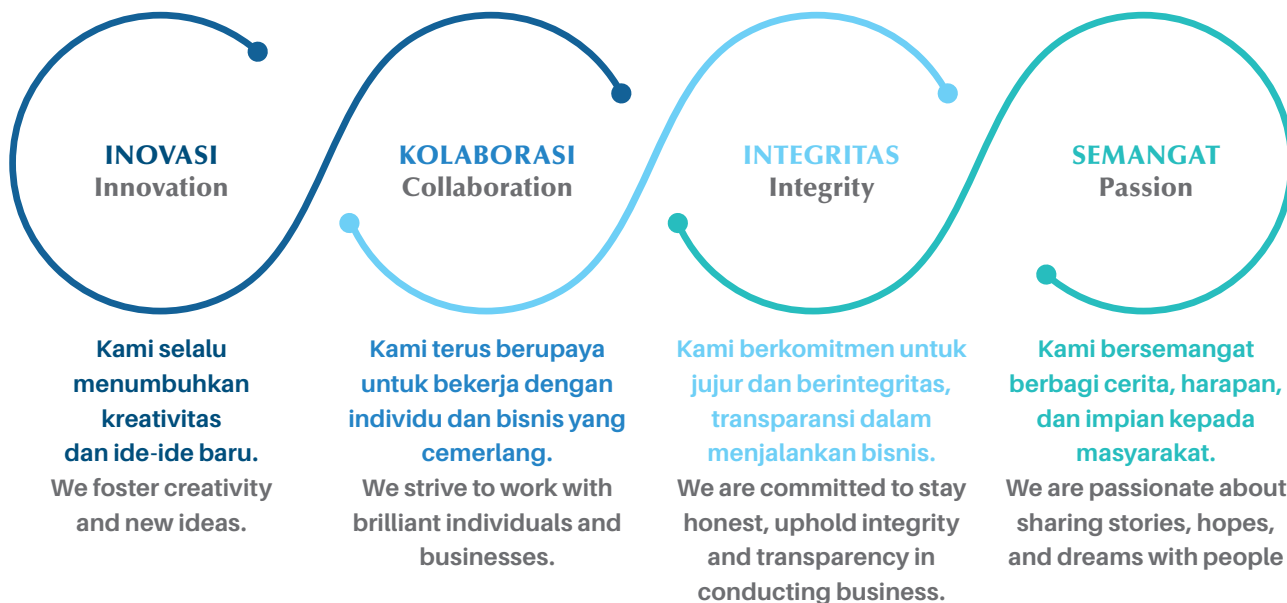 INOVASI
Innovation
Kami selalu
menumbuhkan
kreativitas
dan ide-ide baru.
We foster creativity
and new ideas.
KOLABORASI
Collaboration
Kami terus berupaya
untuk bekerja dengan
individu dan bisnis yang
cemerlang.
We strive to work with
brilliant individuals and
businesses.
INTEGRITAS
Integrity
Kami berkomitmen untuk
jujur dan berintegritas,
transparansi dalam
menjalankan bisnis.
We are committed to stay
honest, uphold integrity
and transparency in
conducting business.
SEMANGAT
Passion
Kami bersemangat
berbagi cerita, harapan,
dan impian kepada
masyarakat.
We are passionate about
sharing stories, hopes,
and dreams with people